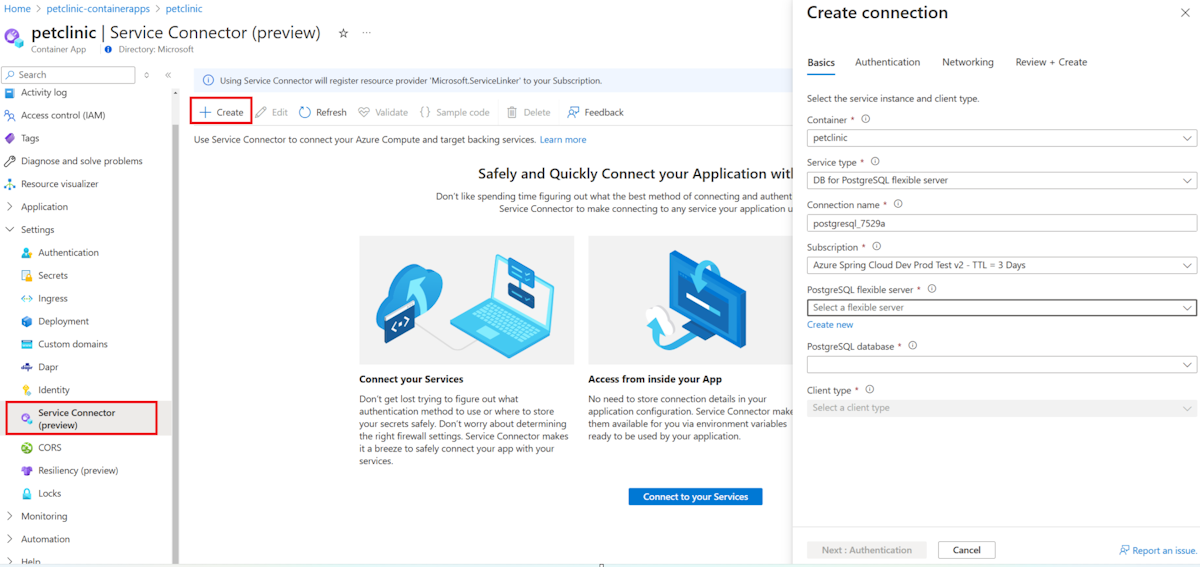 Home > petclinic-containerapps > petclinic
petclinic | Service Connector (preview)
Container App Directory: Microsoft
Search
Activity log
Access control (IAM)
Tags
Diagnose and solve problems
Resource visualizer
Application
Settings
Authentication
Secrets
Ingress
Deployment
Custom domains
Dapr
Identity
Service Connector
(preview)
CORS
Resiliency (preview)
Locks
Monitoring
Automation
Help
Using Service Connector will register resource provider 'Microsoft.ServiceLinker' to your Subscription.
Create Edit Refresh Validate {} Sample code Delete Feedback
Use Service Connector to connect your Azure Compute and target backing services. Learn more
Safely and Quickly Connect your Application wit
Don't like spending time figuring out what the best method of connecting and authent
Service Connector to make connecting to any service your application u
Connect your Services
Don't get lost trying to figure out what
authentication method to use or where to store
your secrets safely. Don't worry about determining
the right firewall settings. Service Connector makes
it a breeze to safely connect your app with your
services.
Access from inside your App
No need to store connection details in your
application configuration. Service Connector make
them available for you via environment variables
ready to be used by your application.
Connect to your Services
Create connection
Basics Authentication Networking Review + Create
Select the service instance and client type.
Container *
petclinic
Service type *
DB for PostgreSQL flexible server
Connection name *
postgresql_7529a
Subscription *
Azure Spring Cloud Dev Prod Test v2 - TTL = 3 Days
PostgreSQL flexible server *
Select a flexible server
Create new
PostgreSQL database *
Client type *
Select a client type
Next : Authentication Cancel Report an issue.